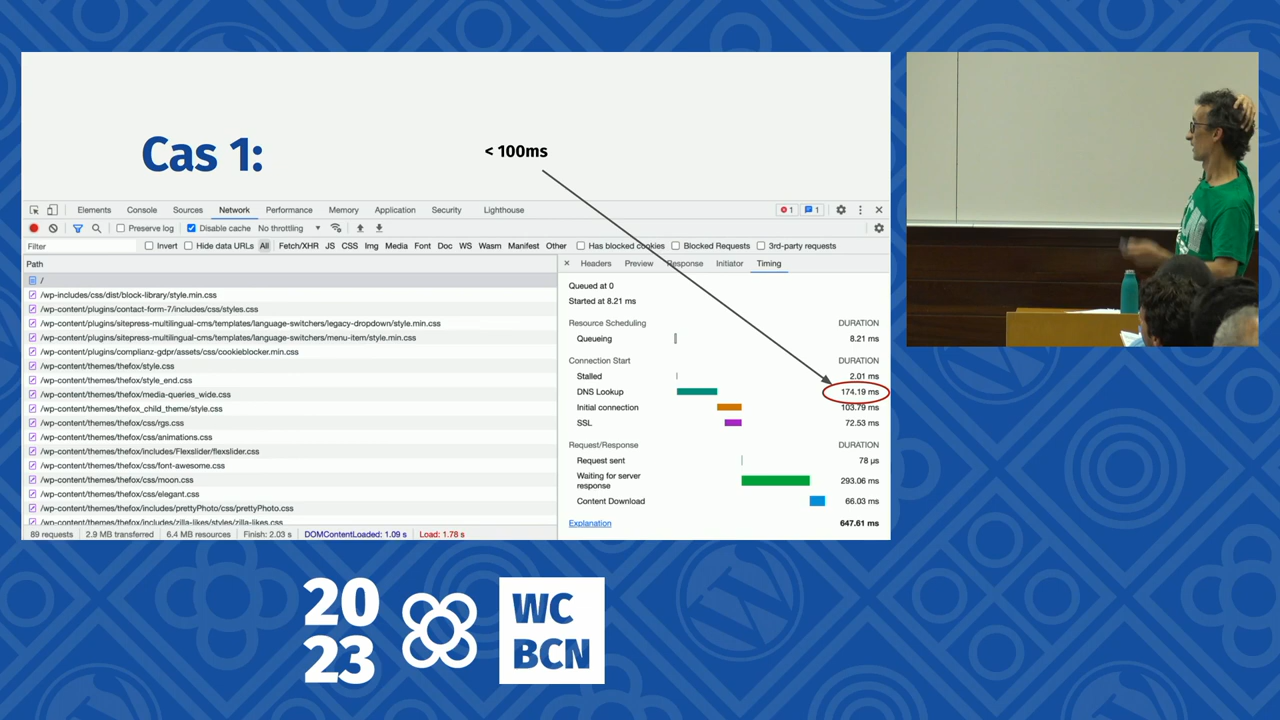 Cas 1:
< 100ms
Elements Console Sources Network Performance Memory Application Security Lighthouse 1 1
Preserve log Disable cache No throttling
Filter Invert Hide data URLs All Fetch/XHR JS CSS Img Media Font Doc WS Wasm Manifest Other Has blocked cookies Blocked Requests 3rd-party requests
Path
/
/wp-includes/css/dist/block-library/style.min.css
/wp-content/plugins/contact-form-7/includes/css/styles.css
/wp-content/plugins/sitepress-multilingual-cms/templates/language-switchers/legacy-dropdown/style.min.css
/wp-content/plugins/sitepress-multilingual-cms/templates/language-switchers/menu-item/style.min.css
/wp-content/plugins/complianz-gdpr/assets/css/cookieblocker.min.css
/wp-content/themes/thefox/style.css
/wp-content/themes/thefox/style_end.css
/wp-content/themes/thefox/media-queries_wide.css
/wp-content/themes/thefox_child_theme/style.css
/wp-content/themes/thefox/css/rgs.css
/wp-content/themes/thefox/css/animations.css
/wp-content/themes/thefox/includes/Flexslider/flexslider.css
/wp-content/themes/thefox/css/font-awesome.css
/wp-content/themes/thefox/css/moon.css
/wp-content/themes/thefox/css/elegant.css
/wp-content/themes/thefox/includes/prettyPhoto/css/prettyPhoto.css
/wp-content/themes/thefox/includes/zilla-likes/styles/zilla-likes.css
89 requests 2.9 MB transferred 6.4 MB resources Finish: 2.03 s DOMContentLoaded: 1.09 s Load: 1.78 s
Headers Preview Response Initiator Timing
Queued at 0
Started at 8.21 ms
Resource Scheduling DURATION
Queueing 8.21 ms
Connection Start DURATION
Stalled 2.01 ms
DNS Lookup 174.19 ms
Initial connection 103.79 ms
SSL 72.53 ms
Request/Response DURATION
Request sent 78 µs
Waiting for server
response 293.06 ms
Content Download 66.03 ms
Explanation 647.61 ms
20
23
WC
BCN